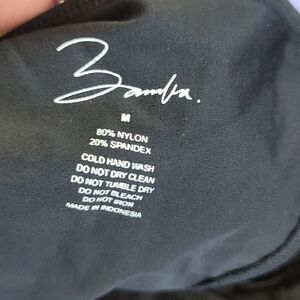 M
80% NYLON
20% SPANDEX
COLD HAND WASH
DO NOT DRY CLEAN
DO NOT TUMBLE DRY
DO NOT BLEACH
DO NOT IRON
MADE IN INDONESIA